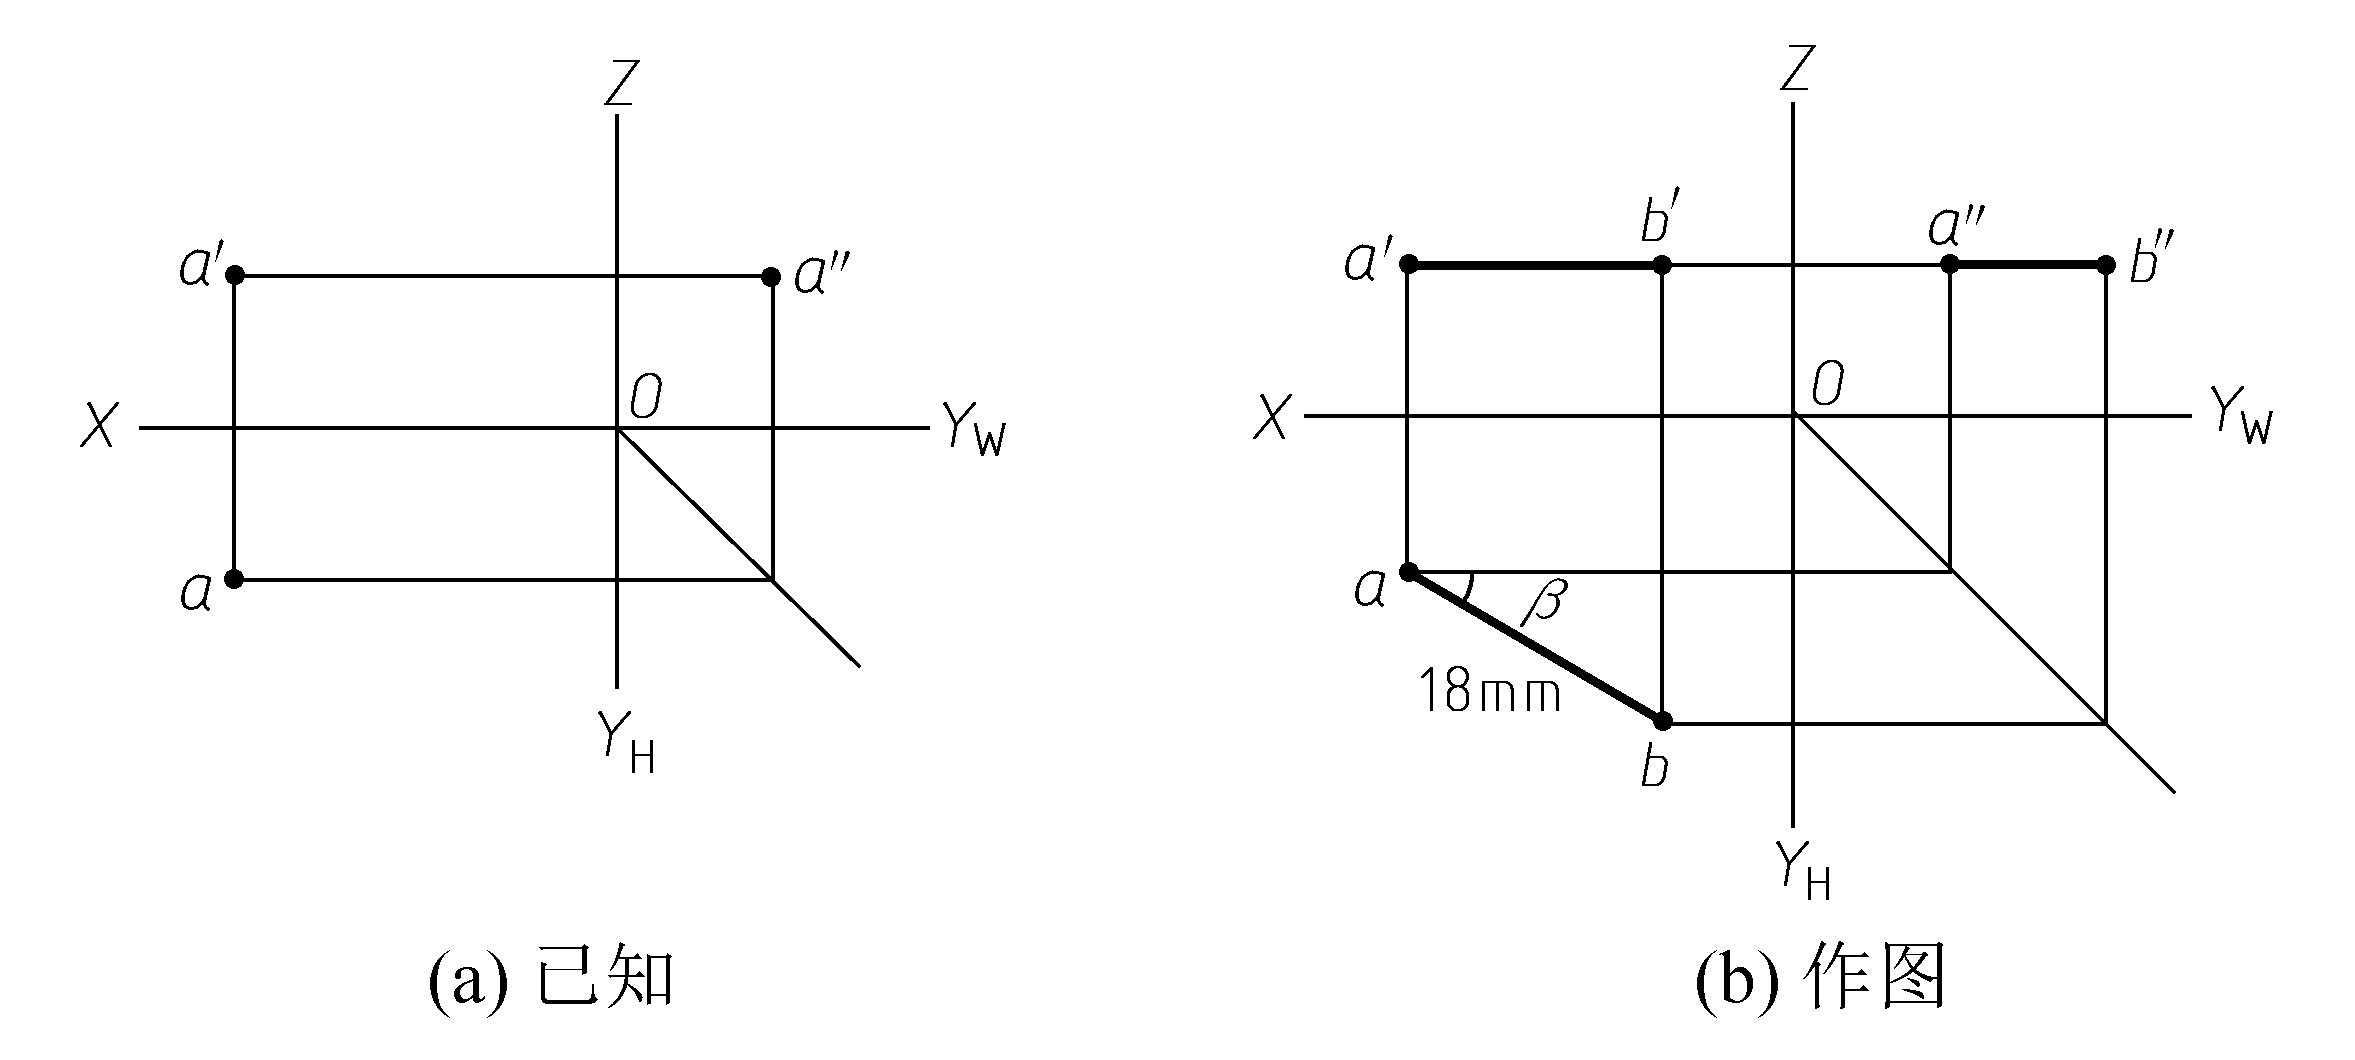 Z
a′
a″
X
O
Y_W
a
Y_H
(a) 已知
Z
a′
b′
a″
b″
X
O
Y_W
a
β
18mm
b
Y_H
(b) 作图